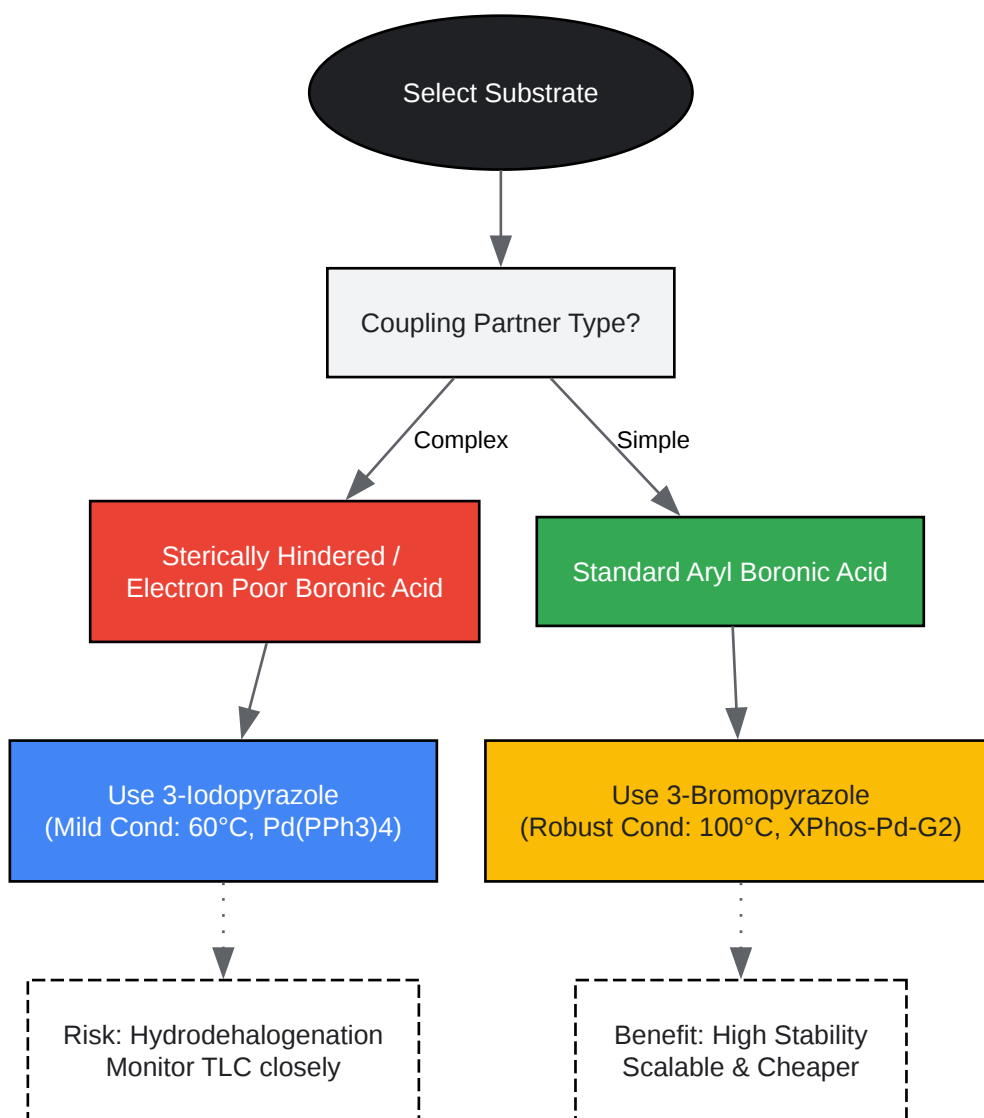 Select Substrate
Coupling Partner Type?
Complex
Simple
Sterically Hindered /
Electron Poor Boronic Acid
Standard Aryl Boronic Acid
Use 3-Iodopyrazole
(Mild Cond: 60°C, Pd(PPh3)4)
Use 3-Bromopyrazole
(Robust Cond: 100°C, XPhos-Pd-G2)
Risk: Hydrodehalogenation
Monitor TLC closely
Benefit: High Stability
Scalable & Cheaper